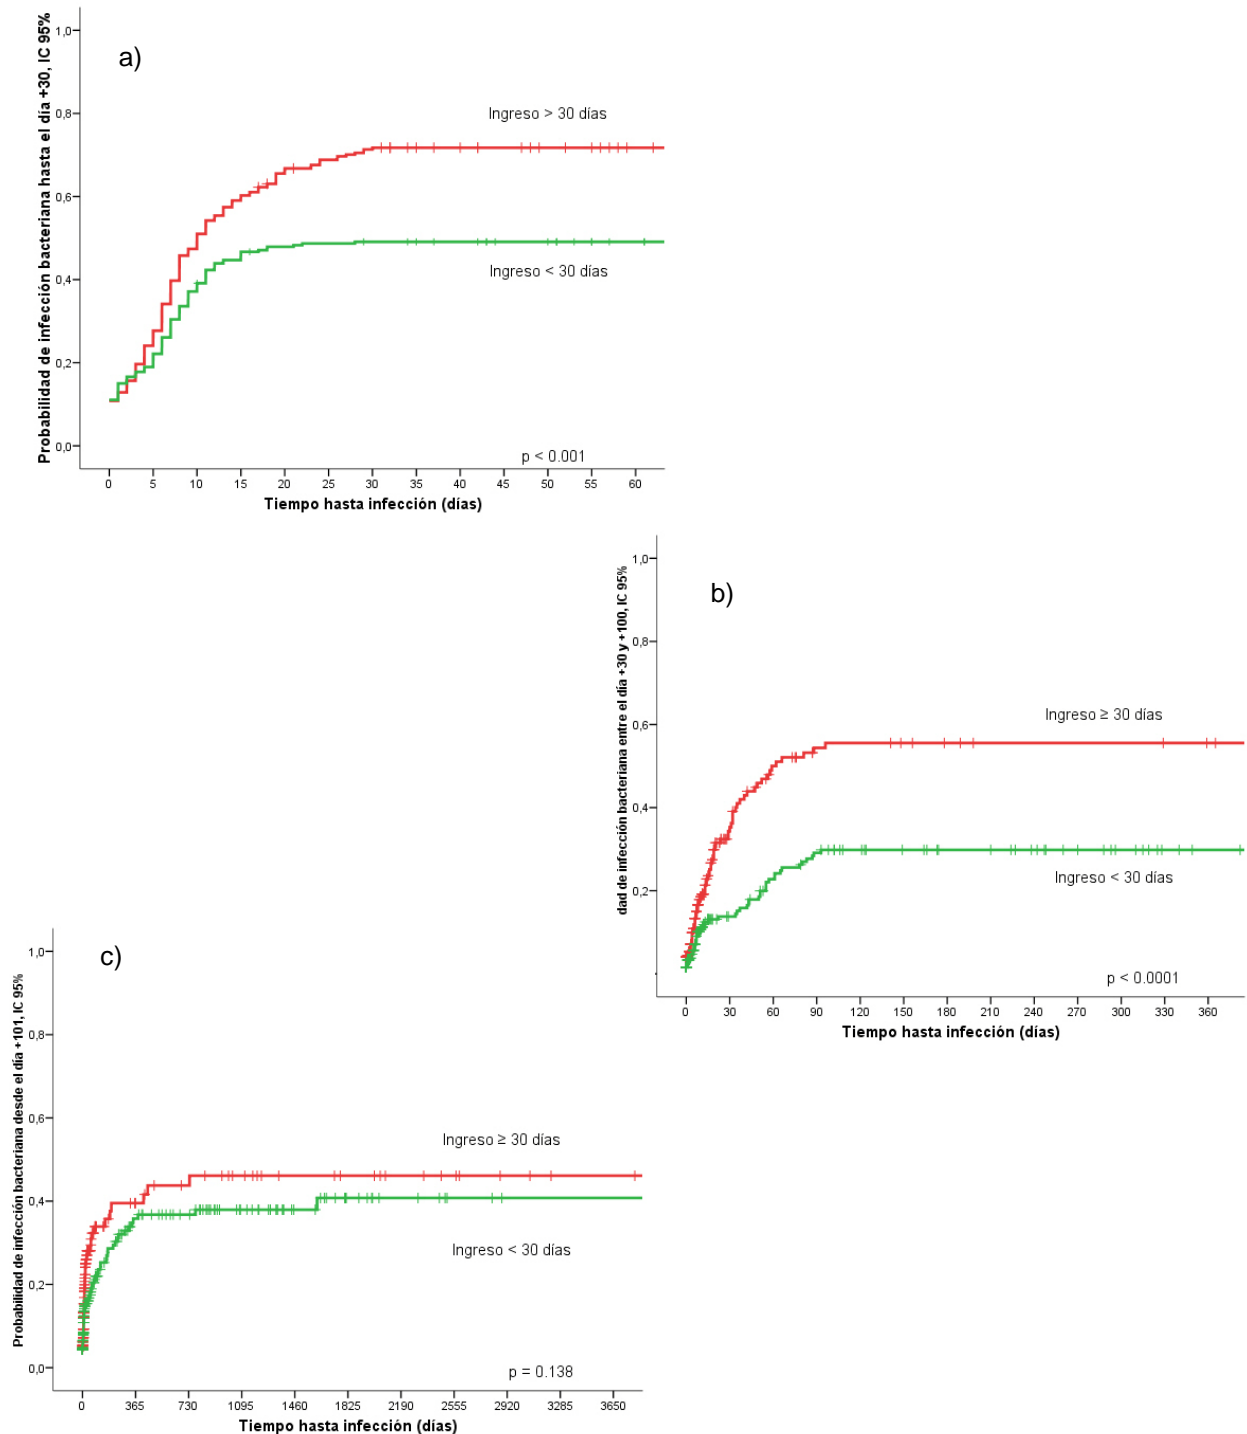 a)
Probabilidad de infección bacteriana hasta el día +30, IC 95%
1,0
0,8
0,6
0,4
0,2
0,0
Ingreso > 30 días
Ingreso < 30 días
p < 0.001
0 5 10 15 20 25 30 35 40 45 50 55 60
Tiempo hasta infección (días)
b)
dad de infección bacteriana entre el día +30 y +100, IC 95%
1,0
0,8
0,6
0,4
0,2
Ingreso ≥ 30 días
Ingreso < 30 días
p < 0.0001
0 30 60 90 120 150 180 210 240 270 300 330 360
Tiempo hasta infección (días)
c)
Probabilidad de infección bacteriana desde el día +101, IC 95%
1,0
0,8
0,6
0,4
0,2
0,0
Ingreso ≥ 30 días
Ingreso < 30 días
p = 0.138
0 365 730 1095 1460 1825 2190 2555 2920 3285 3650
Tiempo hasta infección (días)